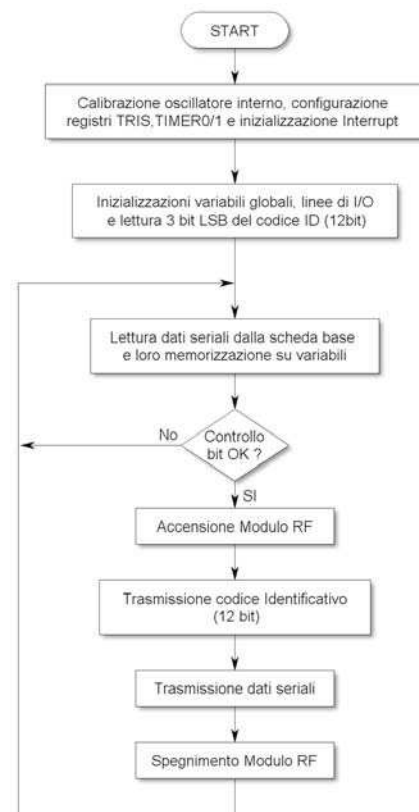 START
Calibrazione oscillatore interno, configurazione
registri TRIS,TIMER0/1 e inizializzazione Interrupt
Inizializzazioni variabili globali, linee di I/O
e lettura 3 bit LSB del codice ID (12bit)
Lettura dati seriali dalla scheda base
e loro memorizzazione su variabili
No
Controllo
bit OK ?
SI
Accensione Modulo RF
Trasmissione codice Identificativo
(12 bit)
Trasmissione dati seriali
Spegnimento Modulo RF